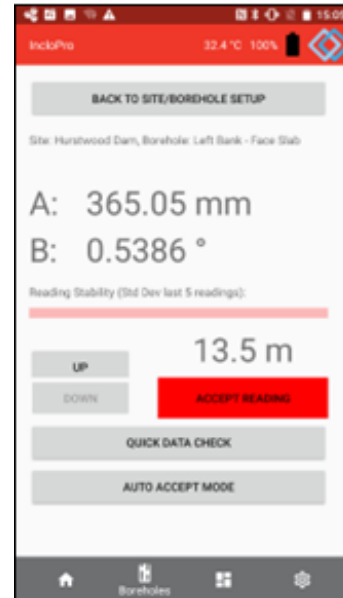 15:09
IncloPro 32.4 °C 100%
BACK TO SITE/BOREHOLE SETUP
Site: Hurstwood Dam, Borehole: Left Bank - Face Slab
A: 365.05 mm
B: 0.5386 °
Reading Stability (Std Dev last 5 readings):
13.5 m
UP
DOWN ACCEPT READING
QUICK DATA CHECK
AUTO ACCEPT MODE
Boreholes